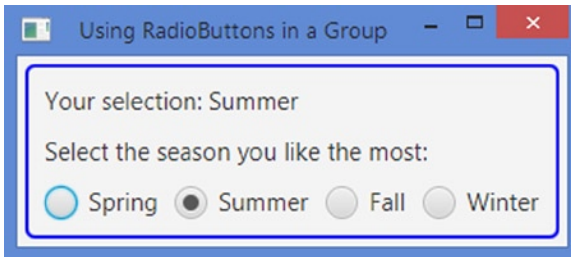 Using RadioButtons in a Group
Your selection: Summer
Select the season you like the most:
Spring Summer Fall Winter